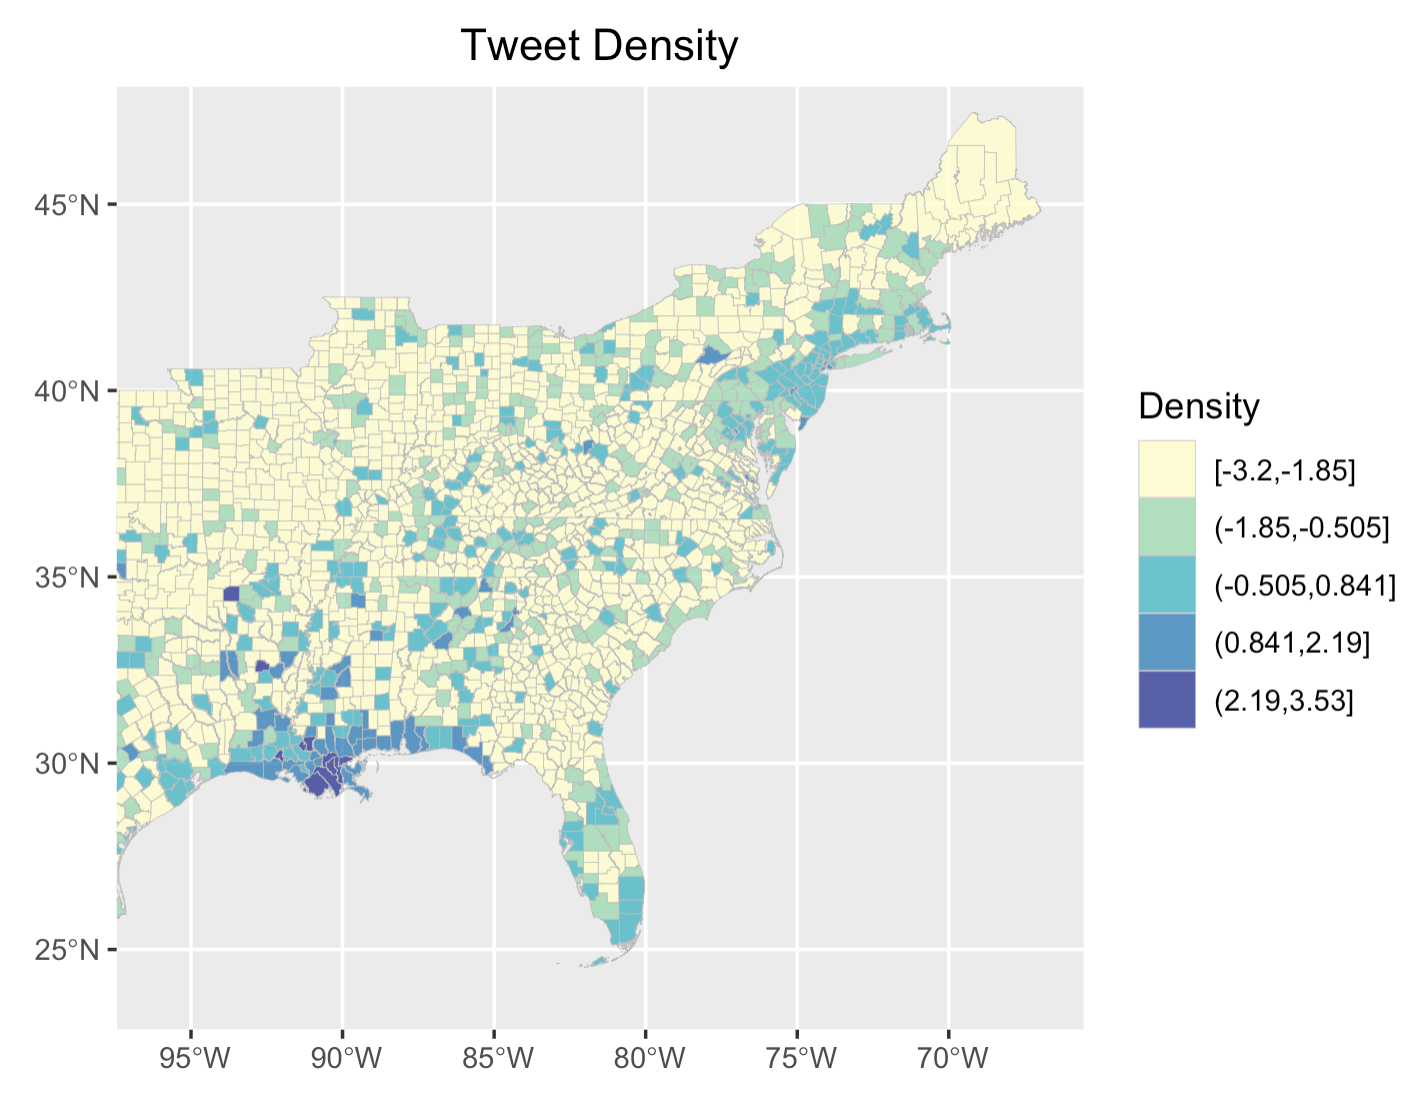 Tweet Density
45°N
40°N
35°N
30°N
25°N
95°W
90°W
85°W
80°W
75°W
70°W
Density
[-3.2,-1.85]
(-1.85,-0.505]
(-0.505,0.841]
(0.841,2.19]
(2.19,3.53]